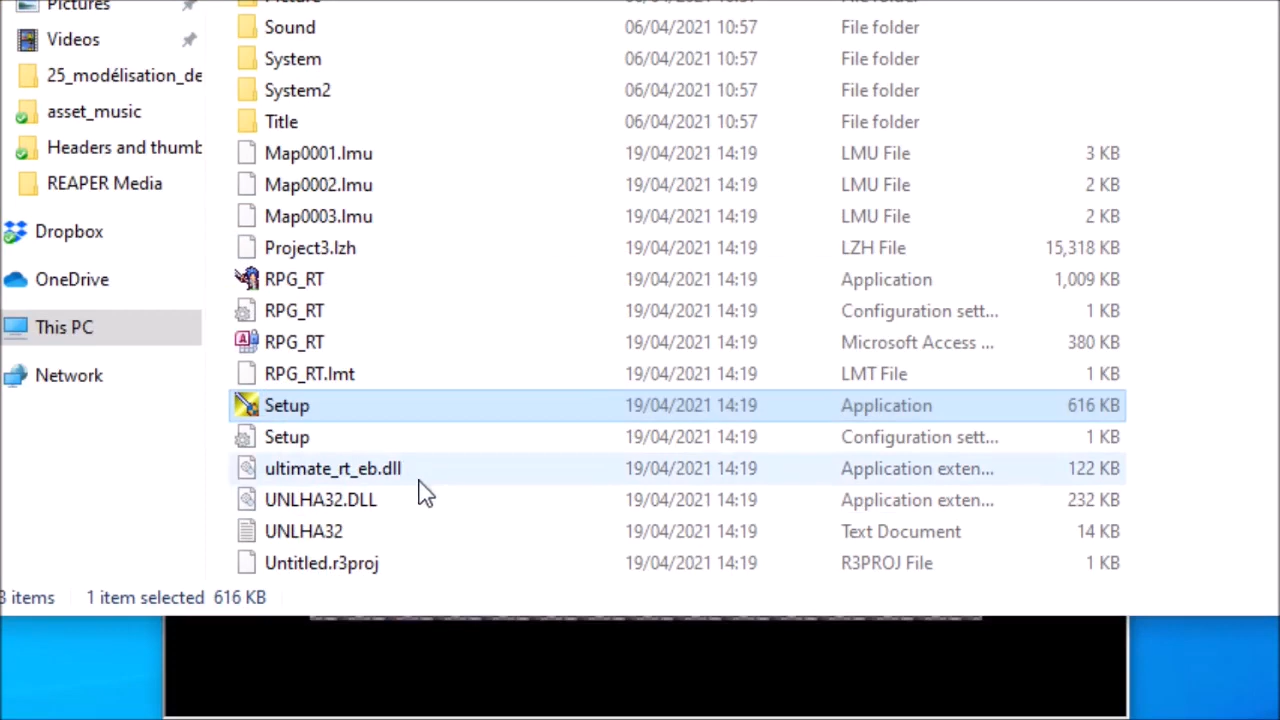 Pictures
Videos
25_modélisation_de
asset_music
Headers and thumb
REAPER Media
Dropbox
OneDrive
This PC
Network
Sound 06/04/2021 10:57 File folder
System 06/04/2021 10:57 File folder
System2 06/04/2021 10:57 File folder
Title 06/04/2021 10:57 File folder
Map0001.lmu 19/04/2021 14:19 LMU File 3 KB
Map0002.lmu 19/04/2021 14:19 LMU File 2 KB
Map0003.lmu 19/04/2021 14:19 LMU File 2 KB
Project3.lzh 19/04/2021 14:19 LZH File 15,318 KB
RPG_RT 19/04/2021 14:19 Application 1,009 KB
RPG_RT 19/04/2021 14:19 Configuration sett... 1 KB
RPG_RT 19/04/2021 14:19 Microsoft Access ... 380 KB
RPG_RT.lmt 19/04/2021 14:19 LMT File 1 KB
Setup 19/04/2021 14:19 Application 616 KB
Setup 19/04/2021 14:19 Configuration sett... 1 KB
ultimate_rt_eb.dll 19/04/2021 14:19 Application exten... 122 KB
UNLHA32.DLL 19/04/2021 14:19 Application exten... 232 KB
UNLHA32 19/04/2021 14:19 Text Document 14 KB
Untitled.r3proj 19/04/2021 14:19 R3PROJ File 1 KB
items 1 item selected 616 KB